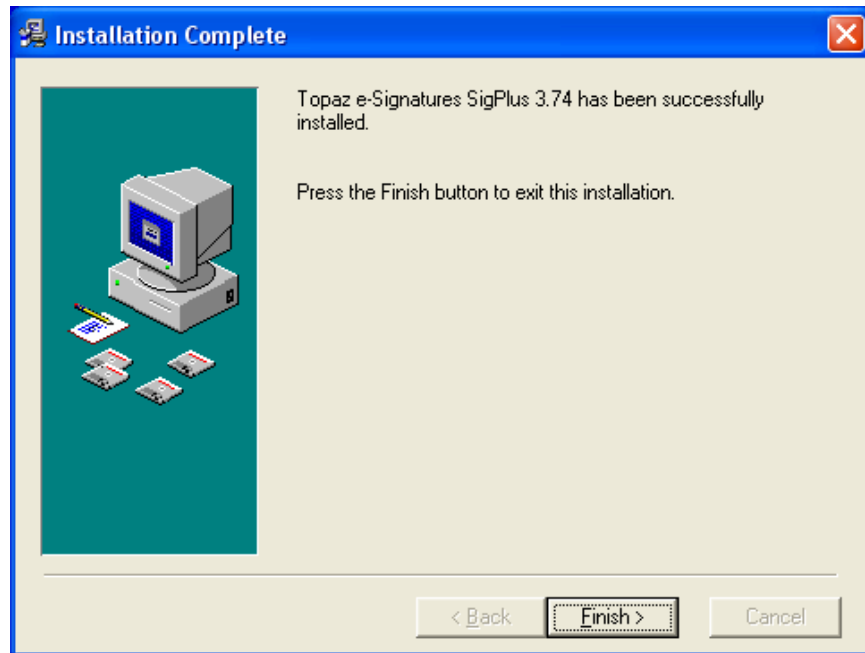 Installation Complete
Topaz e-Signatures SigPlus 3.74 has been successfully
installed.
Press the Finish button to exit this installation.
< Back
Finish >
Cancel